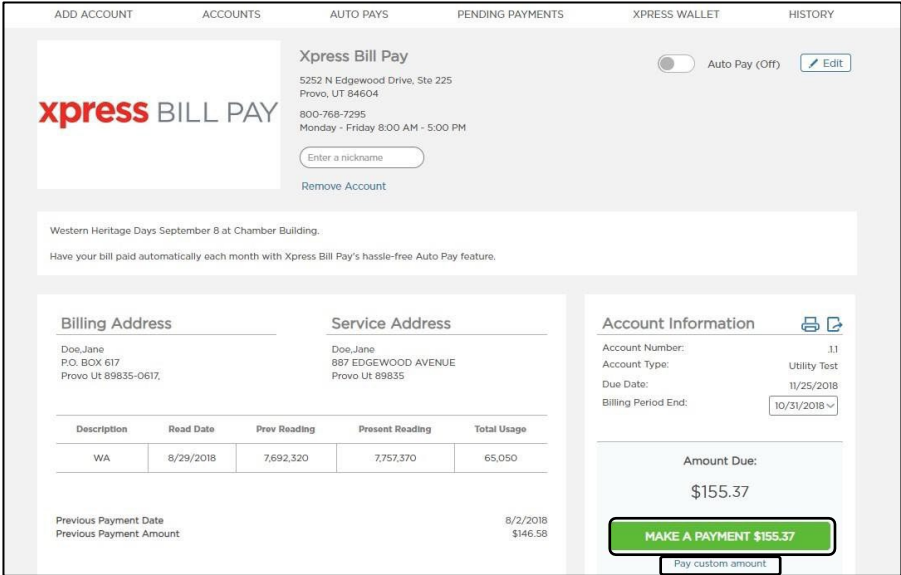 ADD ACCOUNT ACCOUNTS AUTO PAYS PENDING PAYMENTS XPRESS WALLET HISTORY
xpress BILL PAY
Xpress Bill Pay
5252 N Edgewood Drive, Ste 225
Provo, UT 84604
800-768-7295
Monday - Friday 8:00 AM - 5:00 PM
Enter a nickname
Remove Account
Auto Pay (Off) Edit
Western Heritage Days September 8 at Chamber Building.
Have your bill paid automatically each month with Xpress Bill Pay's hassle-free Auto Pay feature.
Billing Address
Doe,Jane
P.O. BOX 617
Provo Ut 89835-0617,
Service Address
Doe,Jane
887 EDGEWOOD AVENUE
Provo Ut 89835
Description Read Date Prev Reading Present Reading Total Usage
WA 8/29/2018 7,692,320 7,757,370 65,050
Previous Payment Date 8/2/2018
Previous Payment Amount $146.58
Account Information
Account Number: .1.1
Account Type: Utility Test
Due Date: 11/25/2018
Billing Period End: 10/31/2018
Amount Due:
$155.37
MAKE A PAYMENT $155.37
Pay custom amount